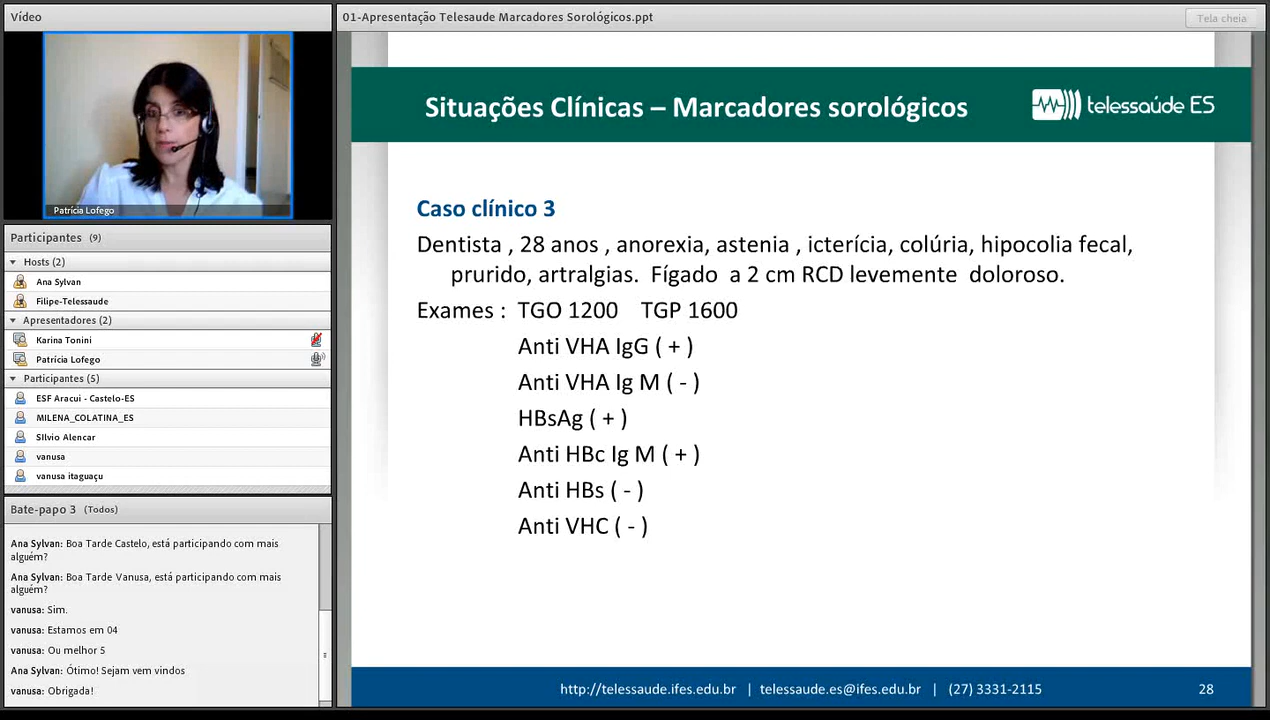 Vídeo
Patrícia Lofego
Participantes (9)
Hosts (2)
Ana Sylvan
Filipe-Telessaude
Apresentadores (2)
Karina Tonini
Patrícia Lofego
Participantes (5)
ESF Aracui - Castelo-ES
MILENA_COLATINA_ES
SIlvio Alencar
vanusa
vanusa itaguaçu
Bate-papo 3 (Todos)
Ana Sylvan: Boa Tarde Castelo, está participando com mais
alguém?
Ana Sylvan: Boa Tarde Vanusa, está participando com mais
alguém?
vanusa: Sim.
vanusa: Estamos em 04
vanusa: Ou melhor 5
Ana Sylvan: Ótimo! Sejam vem vindos
vanusa: Obrigada!
01-Apresentação Telesaude Marcadores Sorológicos.ppt
Tela cheia
Situações Clínicas – Marcadores sorológicos
telessaúde ES
Caso clínico 3
Dentista , 28 anos , anorexia, astenia , icterícia, colúria, hipocolia fecal,
prurido, artralgias. Fígado a 2 cm RCD levemente doloroso.
Exames : TGO 1200 TGP 1600
Anti VHA IgG ( + )
Anti VHA Ig M ( - )
HBsAg ( + )
Anti HBc Ig M ( + )
Anti HBs ( - )
Anti VHC ( - )
http://telessaude.ifes.edu.br | telessaude.es@ifes.edu.br | (27) 3331-2115
28